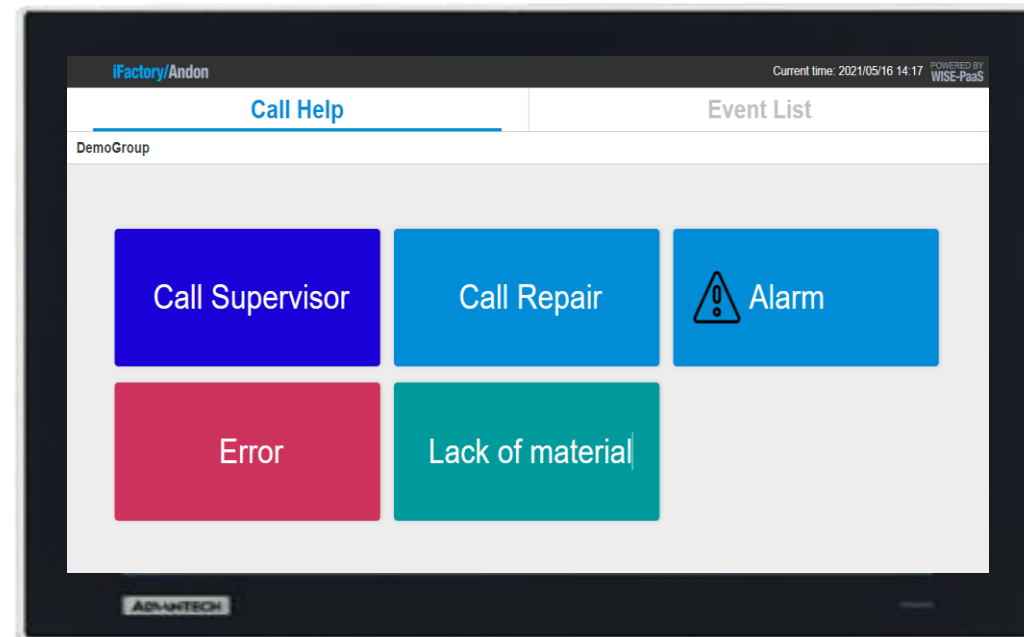 iFactory/Andon
Current time: 2021/05/16 14:17
POWERED BY
WISE-PaaS
Call Help
Event List
DemoGroup
Call Supervisor
Call Repair
Alarm
Error
Lack of material
ADVANTECH